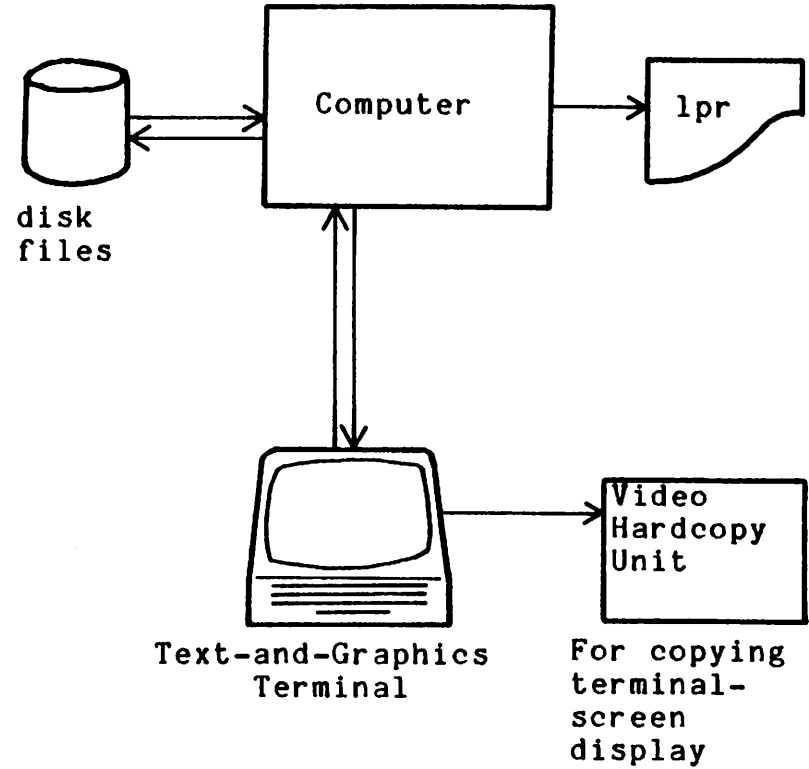 Computer
lpr
disk
files
Video
Hardcopy
Unit
Text-and-Graphics
Terminal
For copying
terminal-
screen
display